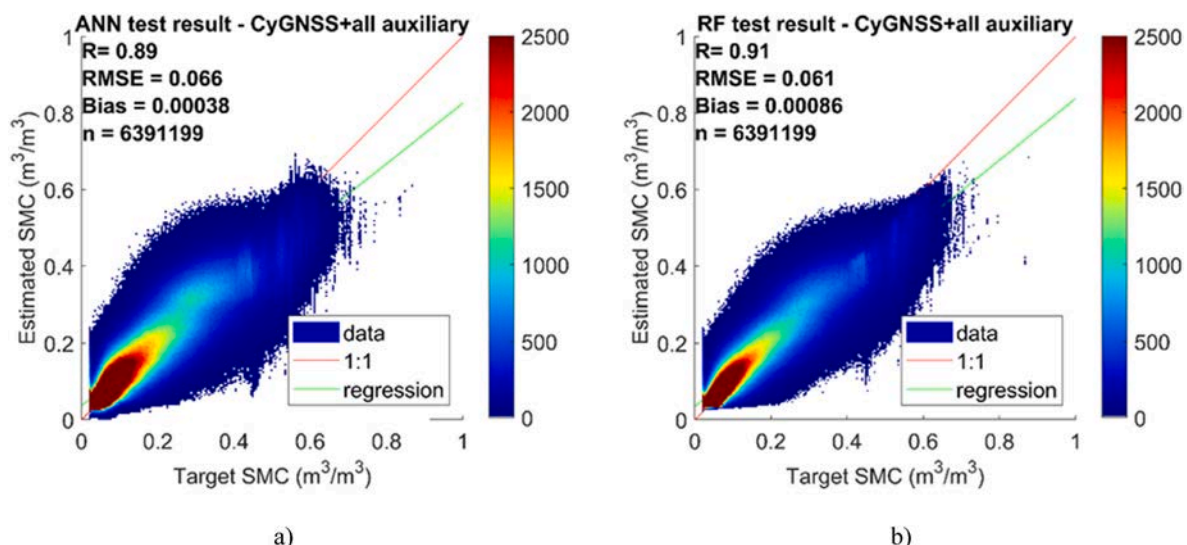 ANN test result - CyGNSS+all auxiliary
R= 0.89
RMSE = 0.066
Bias = 0.00038
n = 6391199
Estimated SMC (m³/m³)
1
0.8
0.6
0.4
0.2
0
0
0.2
0.4
0.6
0.8
1
Target SMC (m³/m³)
data
1:1
regression
2500
2000
1500
1000
500
0
a)
RF test result - CyGNSS+all auxiliary
R= 0.91
RMSE = 0.061
Bias = 0.00086
n = 6391199
Estimated SMC (m³/m³)
1
0.8
0.6
0.4
0.2
0
0
0.2
0.4
0.6
0.8
1
Target SMC (m³/m³)
data
1:1
regression
2500
2000
1500
1000
500
0
b)